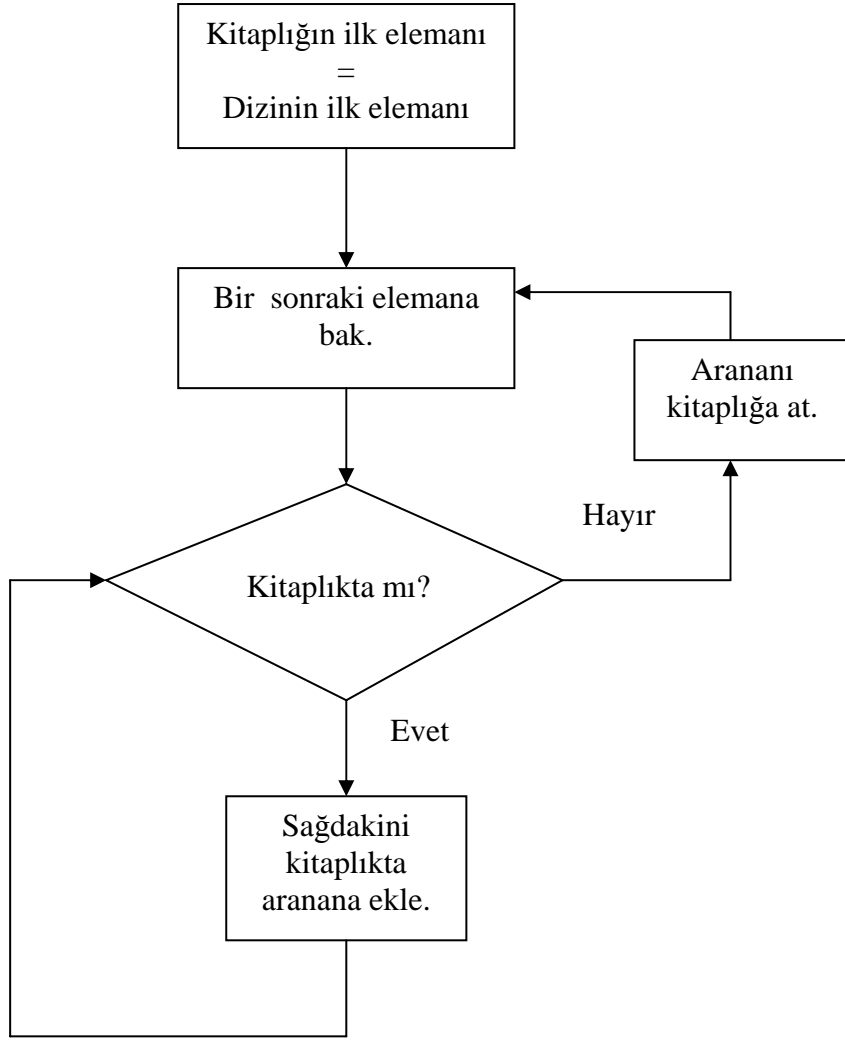 Kitaplığın ilk elemanı
=
Dizinin ilk elemanı
Bir sonraki elemana
bak.
Arananı
kitaplığa at.
Hayır
Kitaplıkta mı?
Evet
Sağdakini
kitaplıkta
aranana ekle.